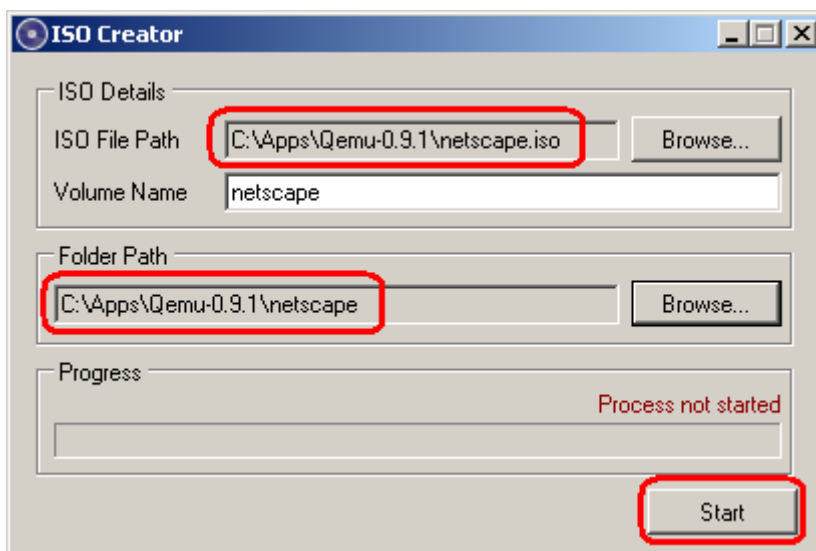 ISO Creator
ISO Details
ISO File Path C:\Apps\Qemu-0.9.1\netscape.iso Browse...
Volume Name netscape
Folder Path
C:\Apps\Qemu-0.9.1\netscape Browse...
Progress
Process not started
Start